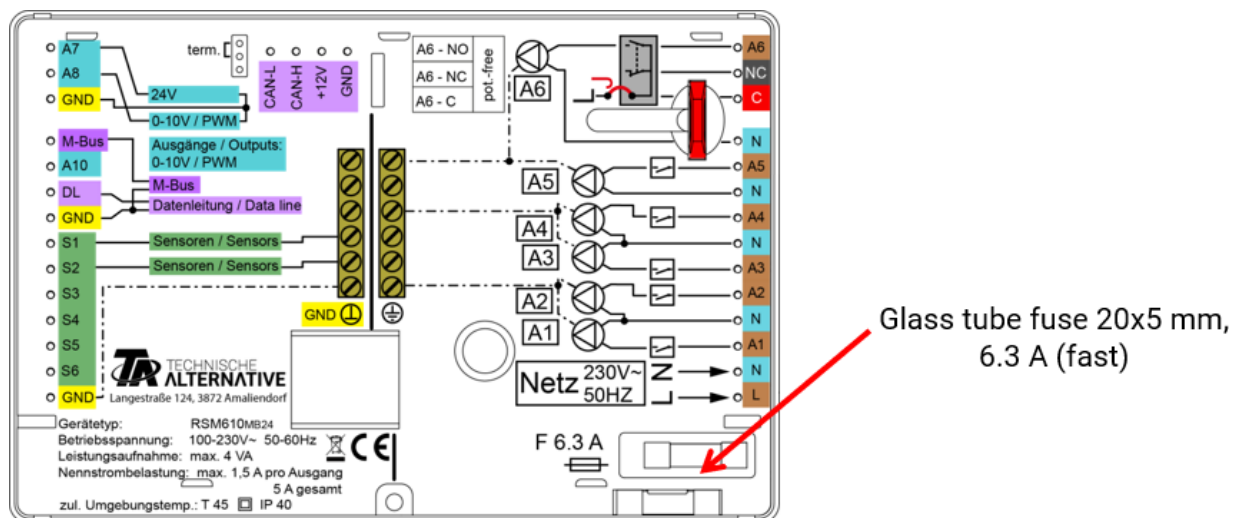 A7
A8
GND
24V
0-10V / PWM
M-Bus
A10
DL
GND
Ausgänge / Outputs:
0-10V / PWM
M-Bus
Datenleitung / Data line
S1
Sensoren / Sensors
S2
Sensoren / Sensors
S3
S4
S5
S6
GND
term.
CAN-L
CAN-H
+12V
GND
A6 - NO
A6 - NC
A6 - C
pot.-free
GND
A6
A5
A4
A3
A2
A1
A6
NC
C
N
A5
N
A4
N
A3
A2
N
A1
N
L
Netz 230V~
50HZ
L N
TA TECHNISCHE
ALTERNATIVE
Langestraße 124, 3872 Amaliendorf
Gerätetyp: RSM610MB24
Betriebsspannung: 100-230V~ 50-60Hz
Leistungsaufnahme: max. 4 VA
Nennstrombelastung: max. 1,5 A pro Ausgang
5 A gesamt
zul. Umgebungstemp.: T 45 IP 40
CE
F 6.3 A
Glass tube fuse 20x5 mm,
6.3 A (fast)